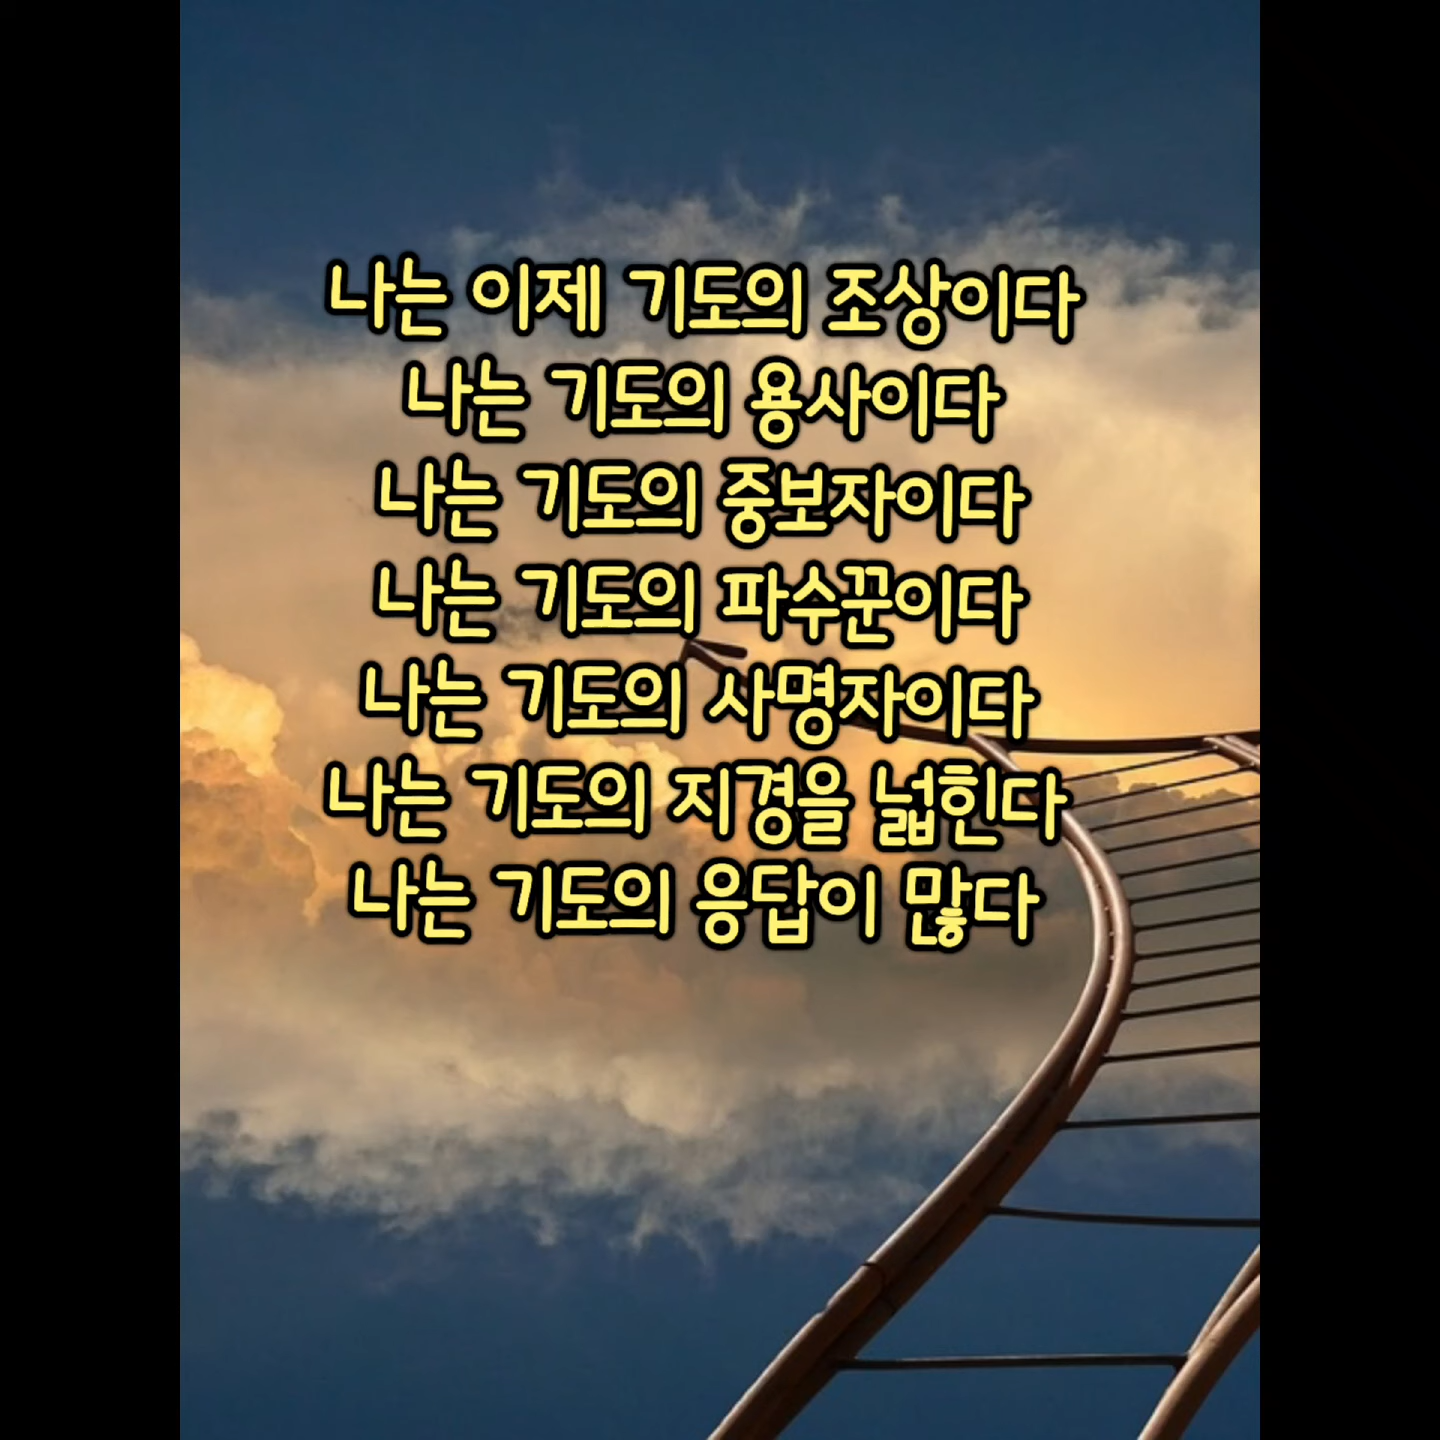 나는 이제 기도의 조상이다
나는 기도의 용사이다
나는 기도의 중보자이다
나는 기도의 파수꾼이다
나는 기도의 사명자이다
나는 기도의 지경을 넓힌다
나는 기도의 응답이 많다